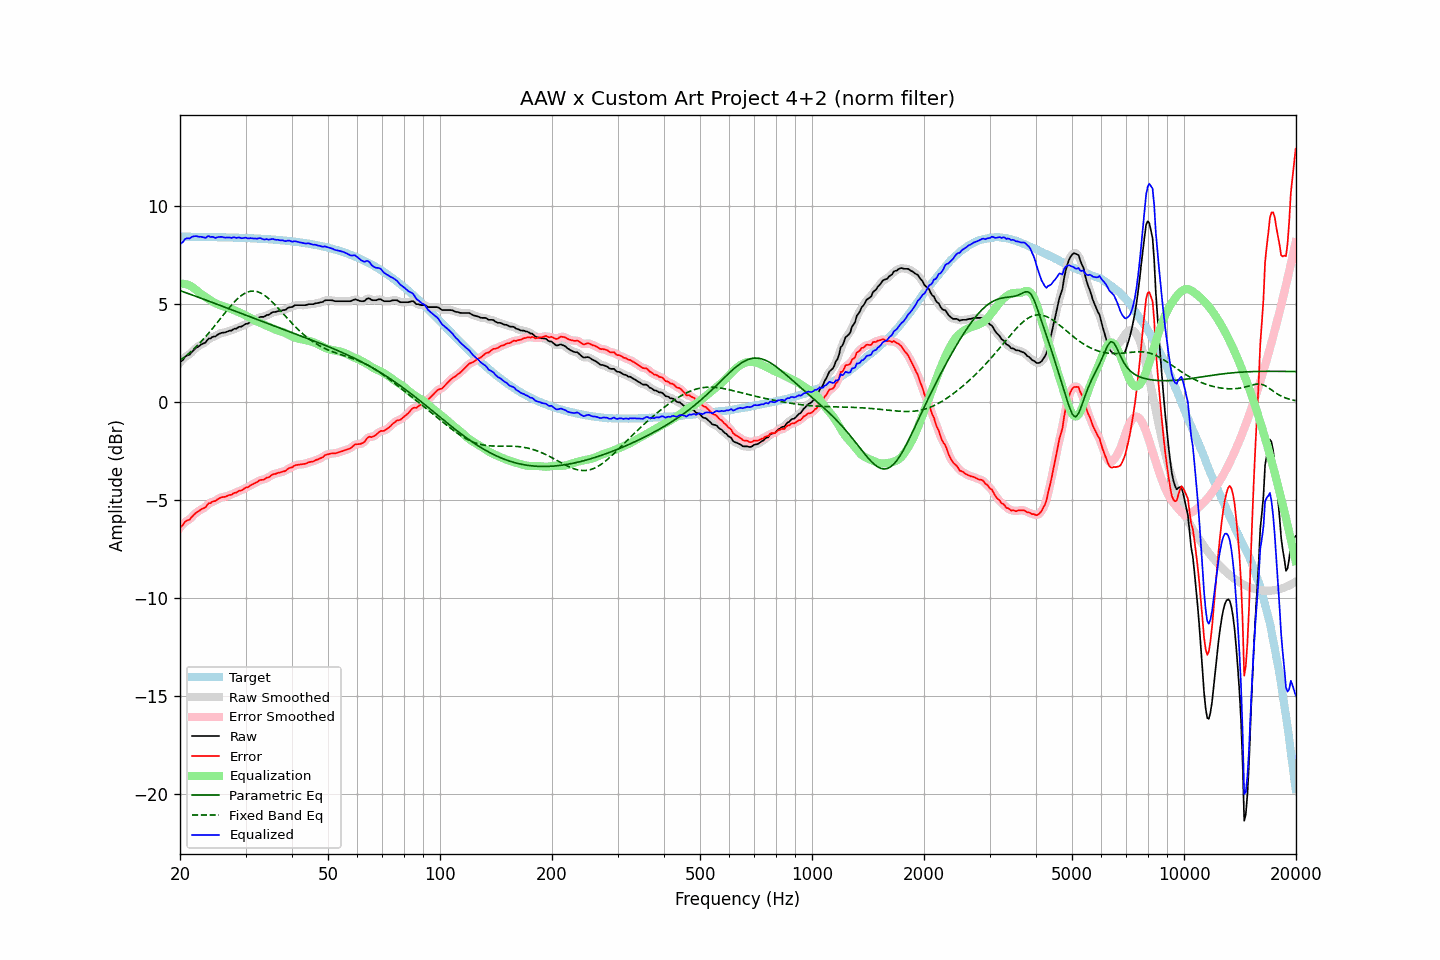 AAW x Custom Art Project 4+2 (norm filter)
Amplitude (dBr)
10
5
0
−5
−10
−15
−20
Target
Raw Smoothed
Error Smoothed
Raw
Error
Equalization
Parametric Eq
Fixed Band Eq
Equalized
20 50 100 200 500 1000 2000 5000 10000 20000
Frequency (Hz)